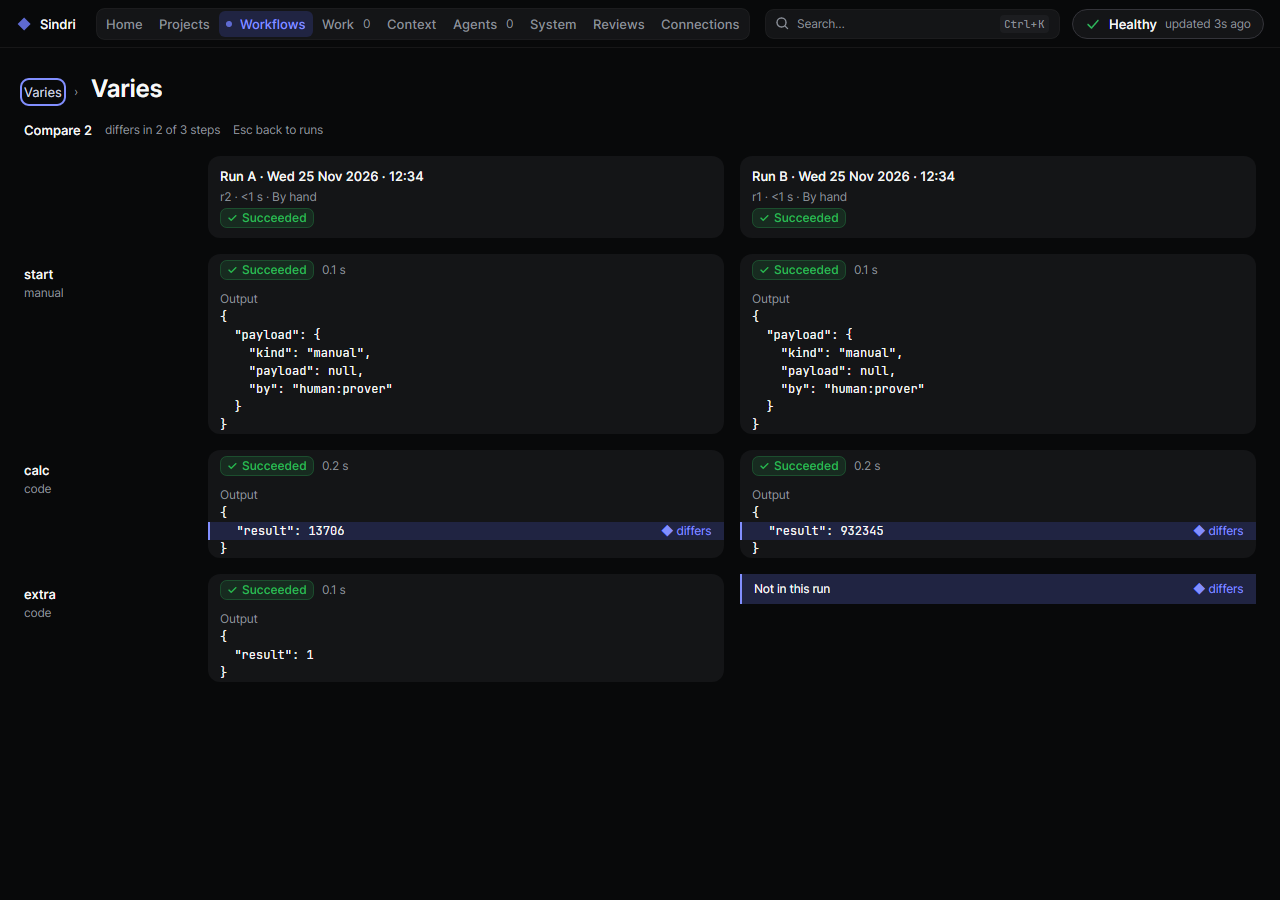 Sindri Home Projects Workflows Work 0 Context Agents 0 System Reviews Connections Search... Ctrl+K Healthy updated 3s ago
Varies › Varies
Compare 2 differs in 2 of 3 steps Esc back to runs
Run A · Wed 25 Nov 2026 · 12:34
r2 · <1 s · By hand
Succeeded
Run B · Wed 25 Nov 2026 · 12:34
r1 · <1 s · By hand
Succeeded
start
manual
Succeeded 0.1 s
Output
{
  "payload": {
    "kind": "manual",
    "payload": null,
    "by": "human:prover"
  }
}
Succeeded 0.1 s
Output
{
  "payload": {
    "kind": "manual",
    "payload": null,
    "by": "human:prover"
  }
}
calc
code
Succeeded 0.2 s
Output
{
  "result": 13706 differs
}
Succeeded 0.2 s
Output
{
  "result": 932345 differs
}
extra
code
Succeeded 0.1 s
Output
{
  "result": 1
}
Not in this run differs